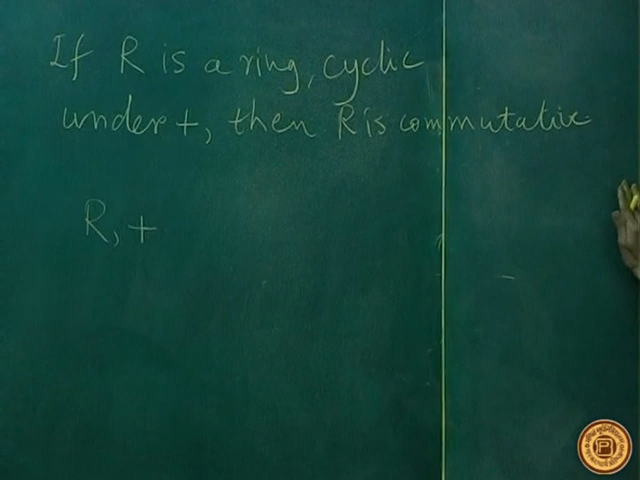 If R is a ring, cyclic
under +, then R is commutative.
R, +